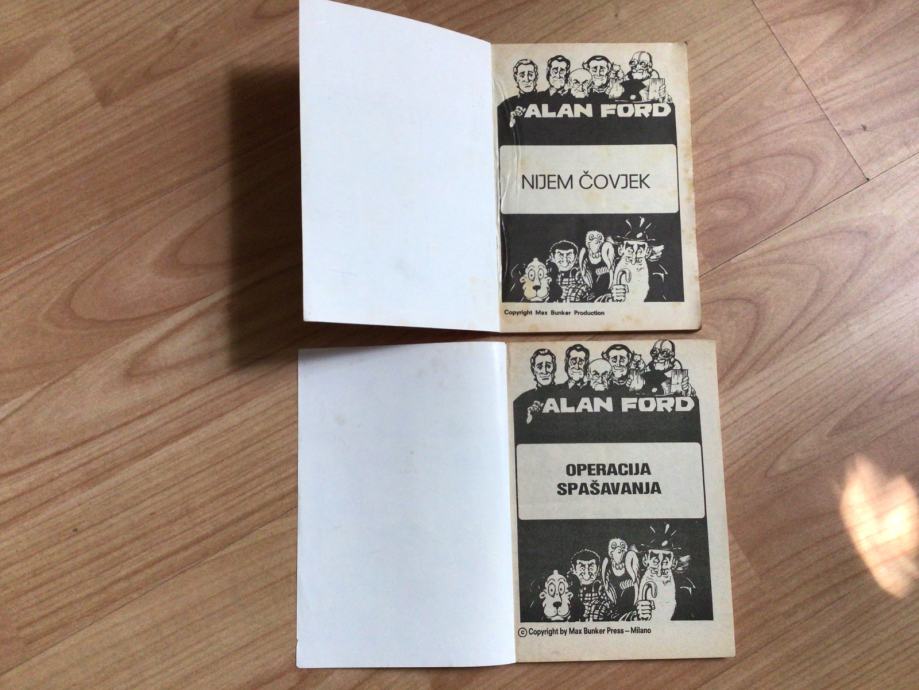 ALAN FORD
NIJEM ČOVJEK
Copyright Max Bunker Production
ALAN FORD
OPERACIJA
SPAŠAVANJA
© Copyright by Max Bunker Press – Milano